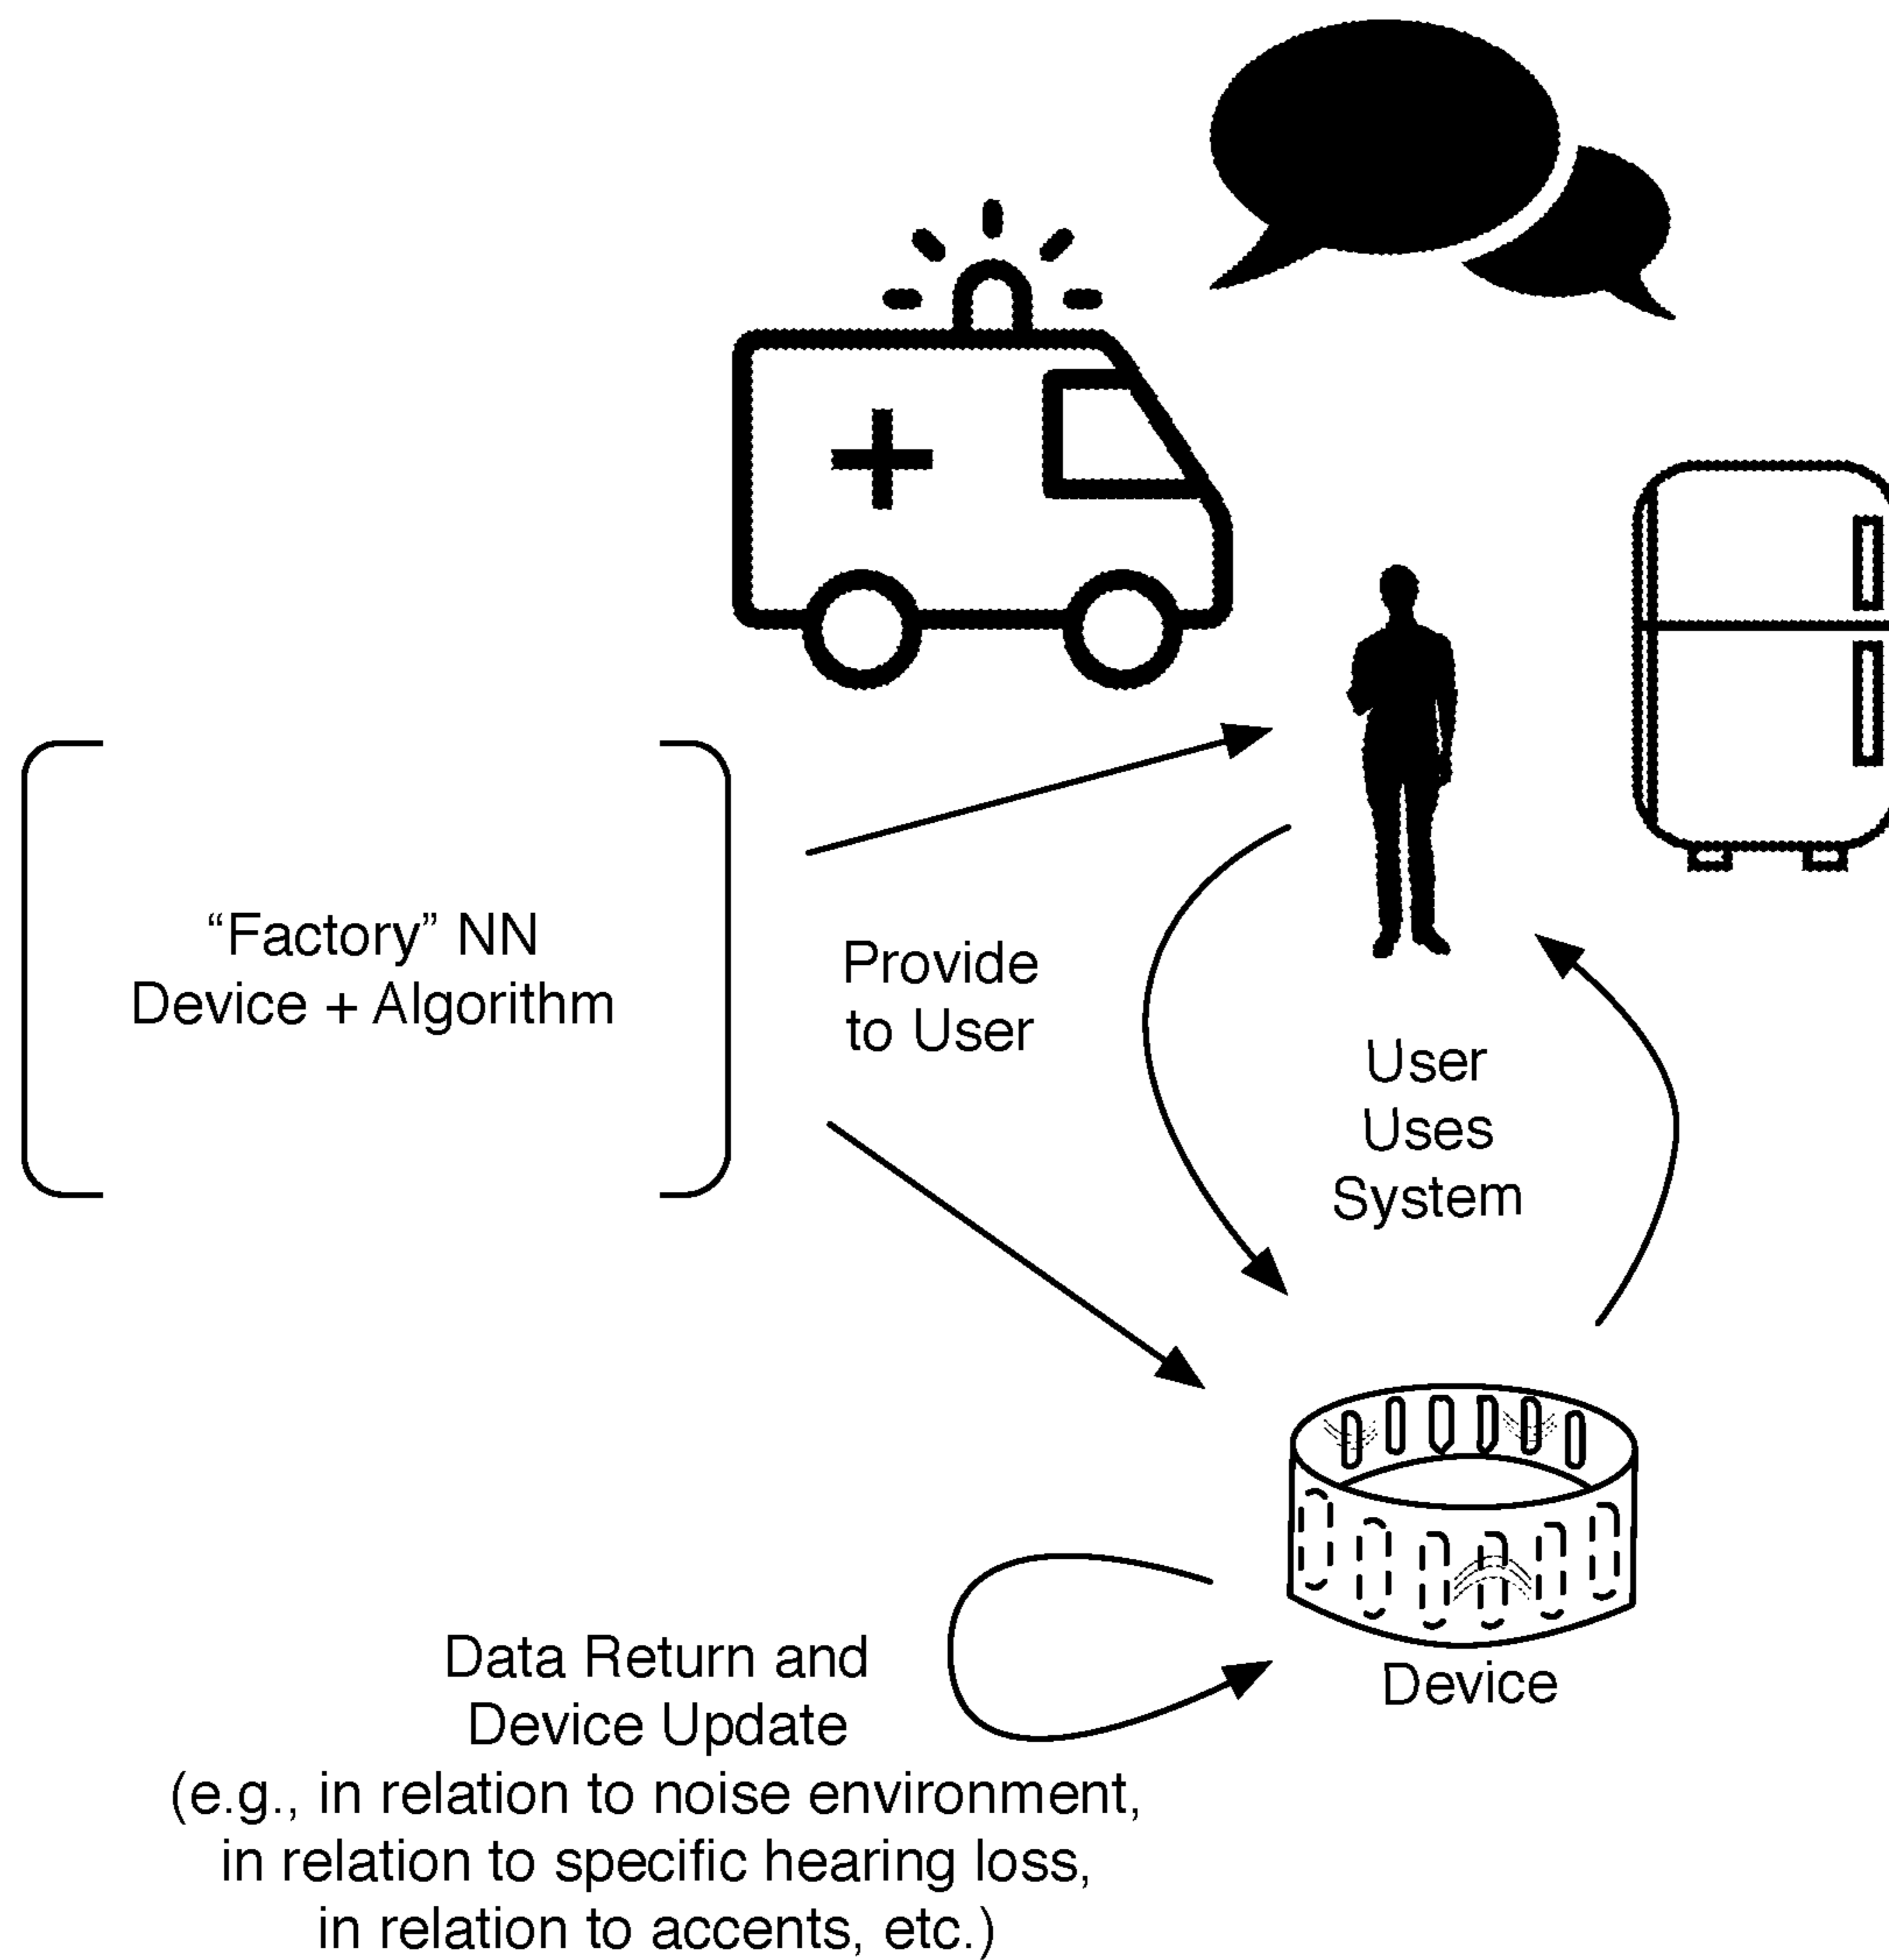 “Factory” NN
Device + Algorithm
Provide
to User
User
Uses
System
Device
Data Return and
Device Update
(e.g., in relation to noise environment,
in relation to specific hearing loss,
in relation to accents, etc.)